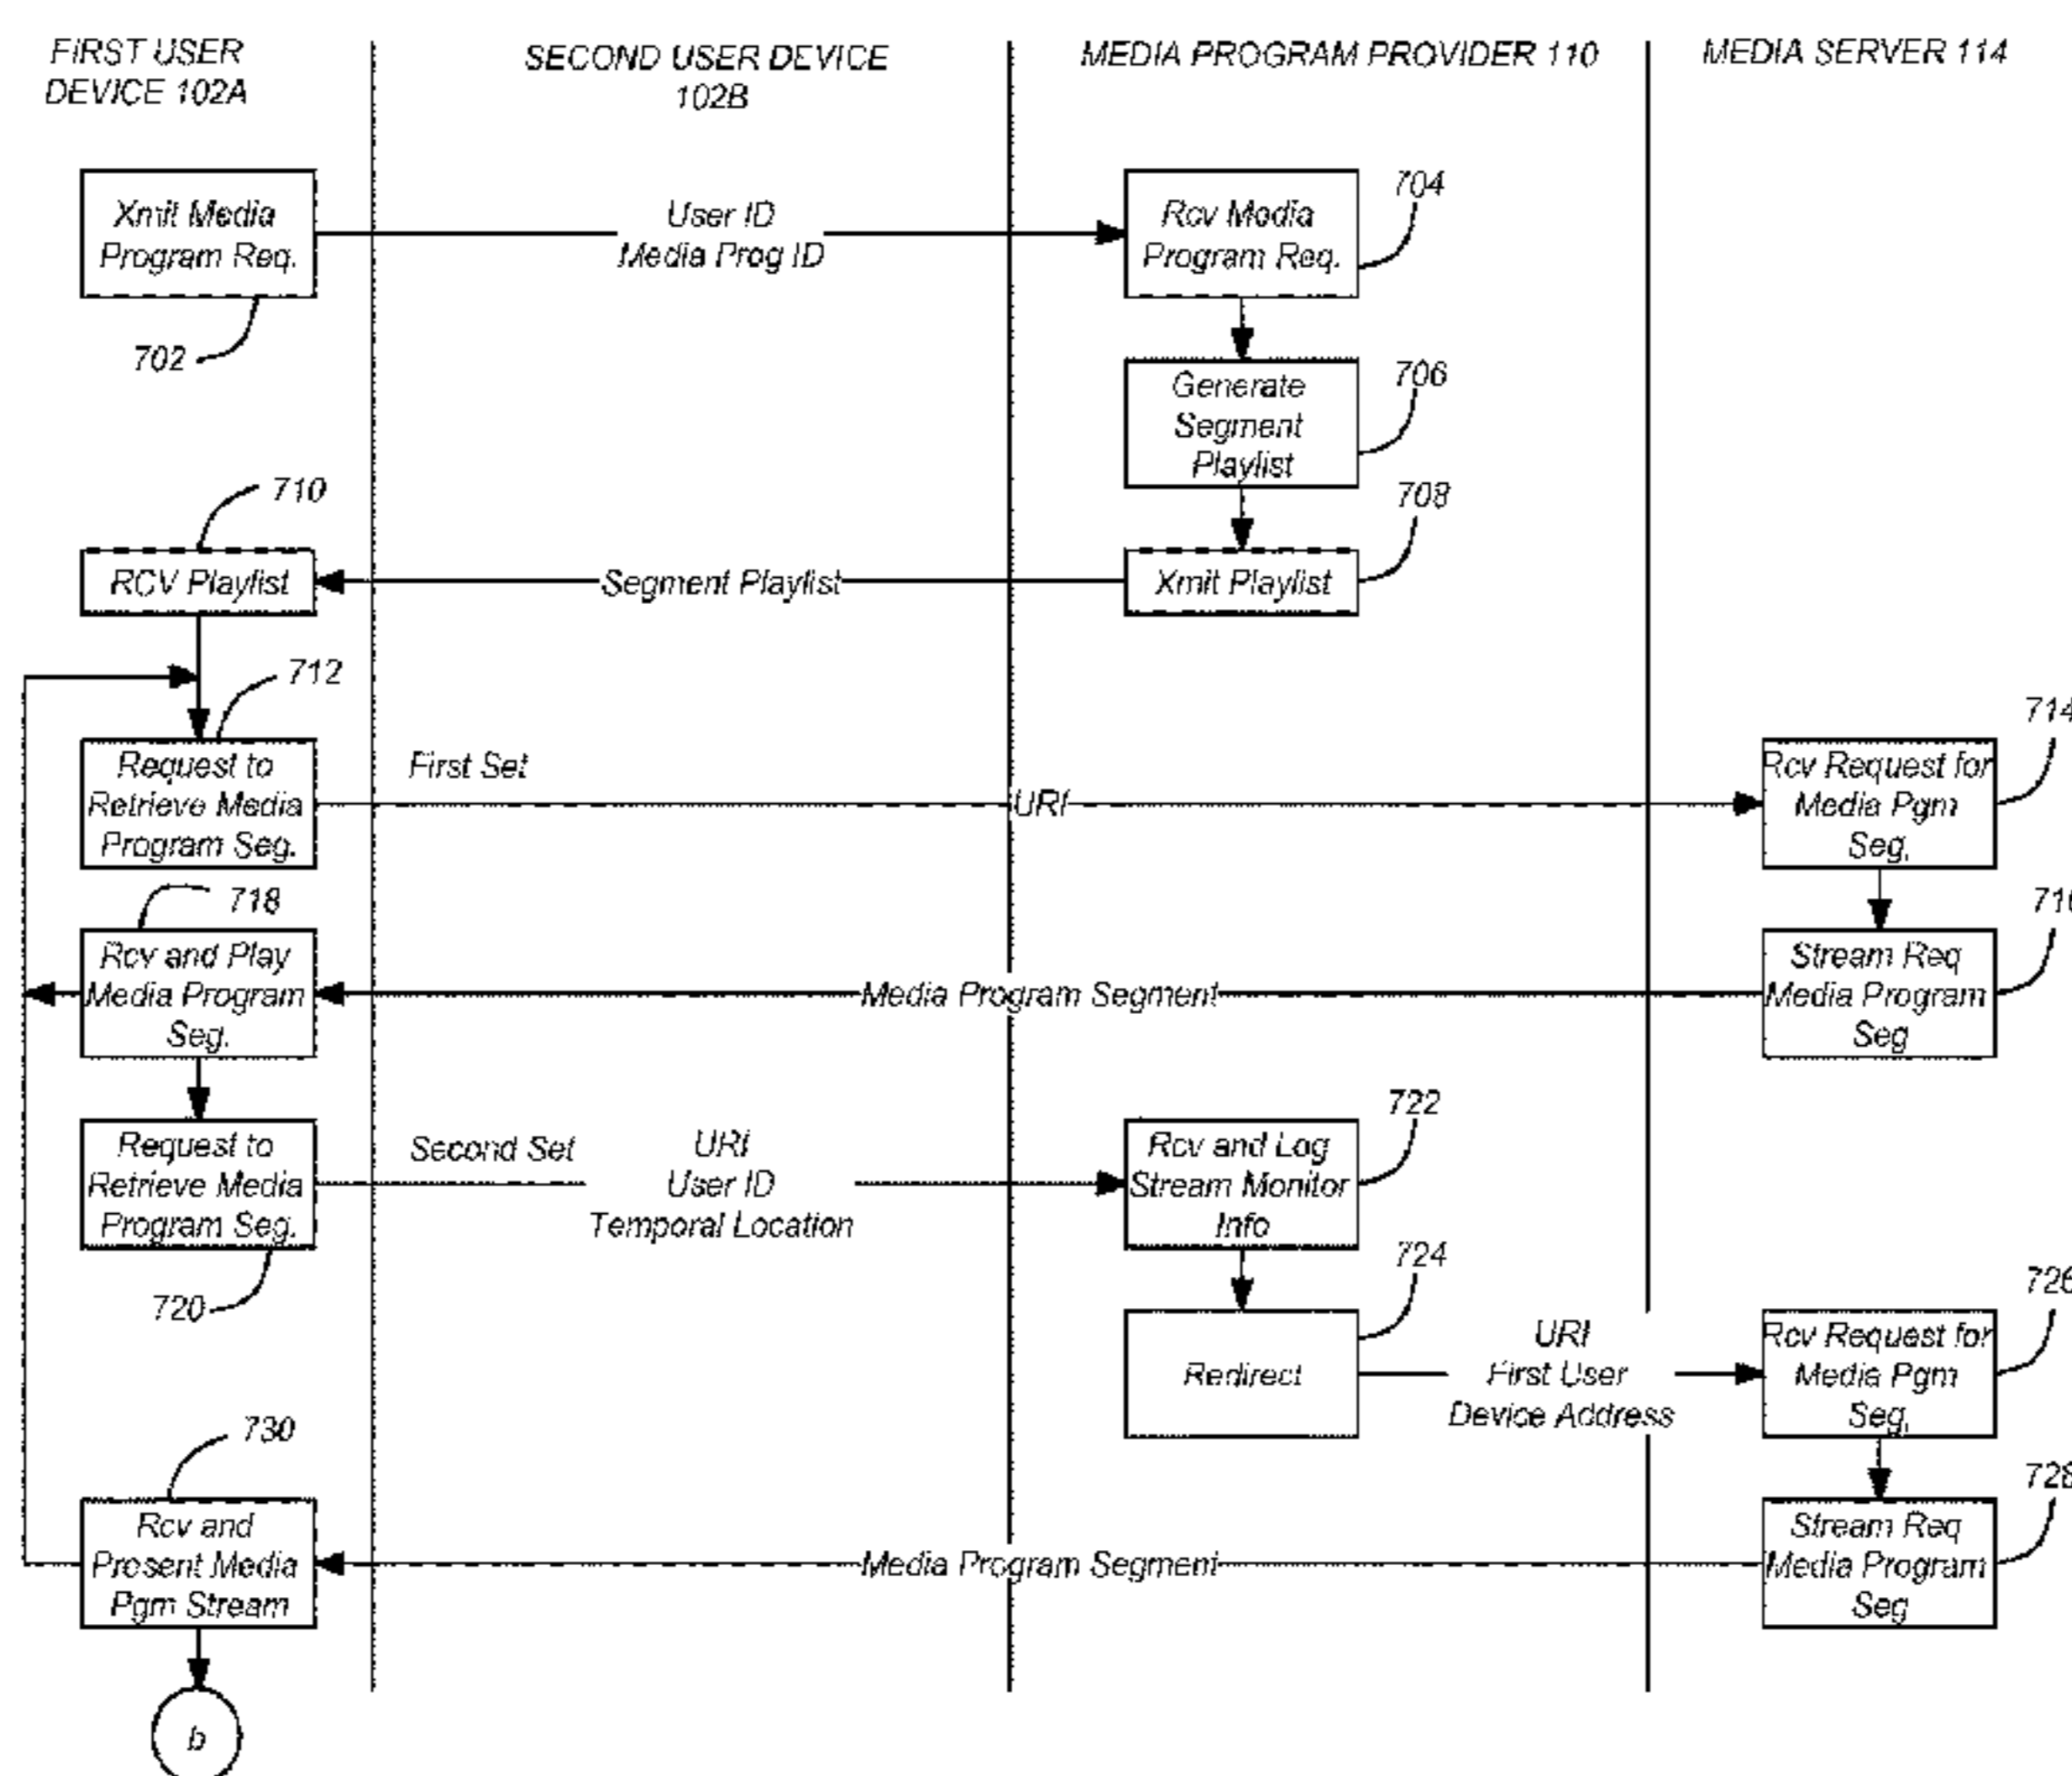 FIRST USER
DEVICE 102A
SECOND USER DEVICE
102B
MEDIA PROGRAM PROVIDER 110
MEDIA SERVER 114
Xmit Media
Program Req.
702
User ID
Media Prog ID
Rcv Media
Program Req.
704
Generate
Segment
Playlist
706
710
RCV Playlist
Segment Playlist
Xmit Playlist
708
712
Request to
Retrieve Media
Program Seg.
First Set
URI
Rcv Request for
Media Pgm
Seg.
714
718
Rcv and Play
Media Program
Seg.
Media Program Segment
Stream Req
Media Program
Seg
Request to
Retrieve Media
Program Seg.
720
Second Set
URI
User ID
Temporal Location
Rcv and Log
Stream Monitor
Info
722
Redirect
724
URI
First User
Device Address
Rcv Request for
Media Pgm
Seg.
726
730
Rcv and
Present Media
Pgm Stream
Media Program Segment
Stream Req
Media Program
Seg
728
b